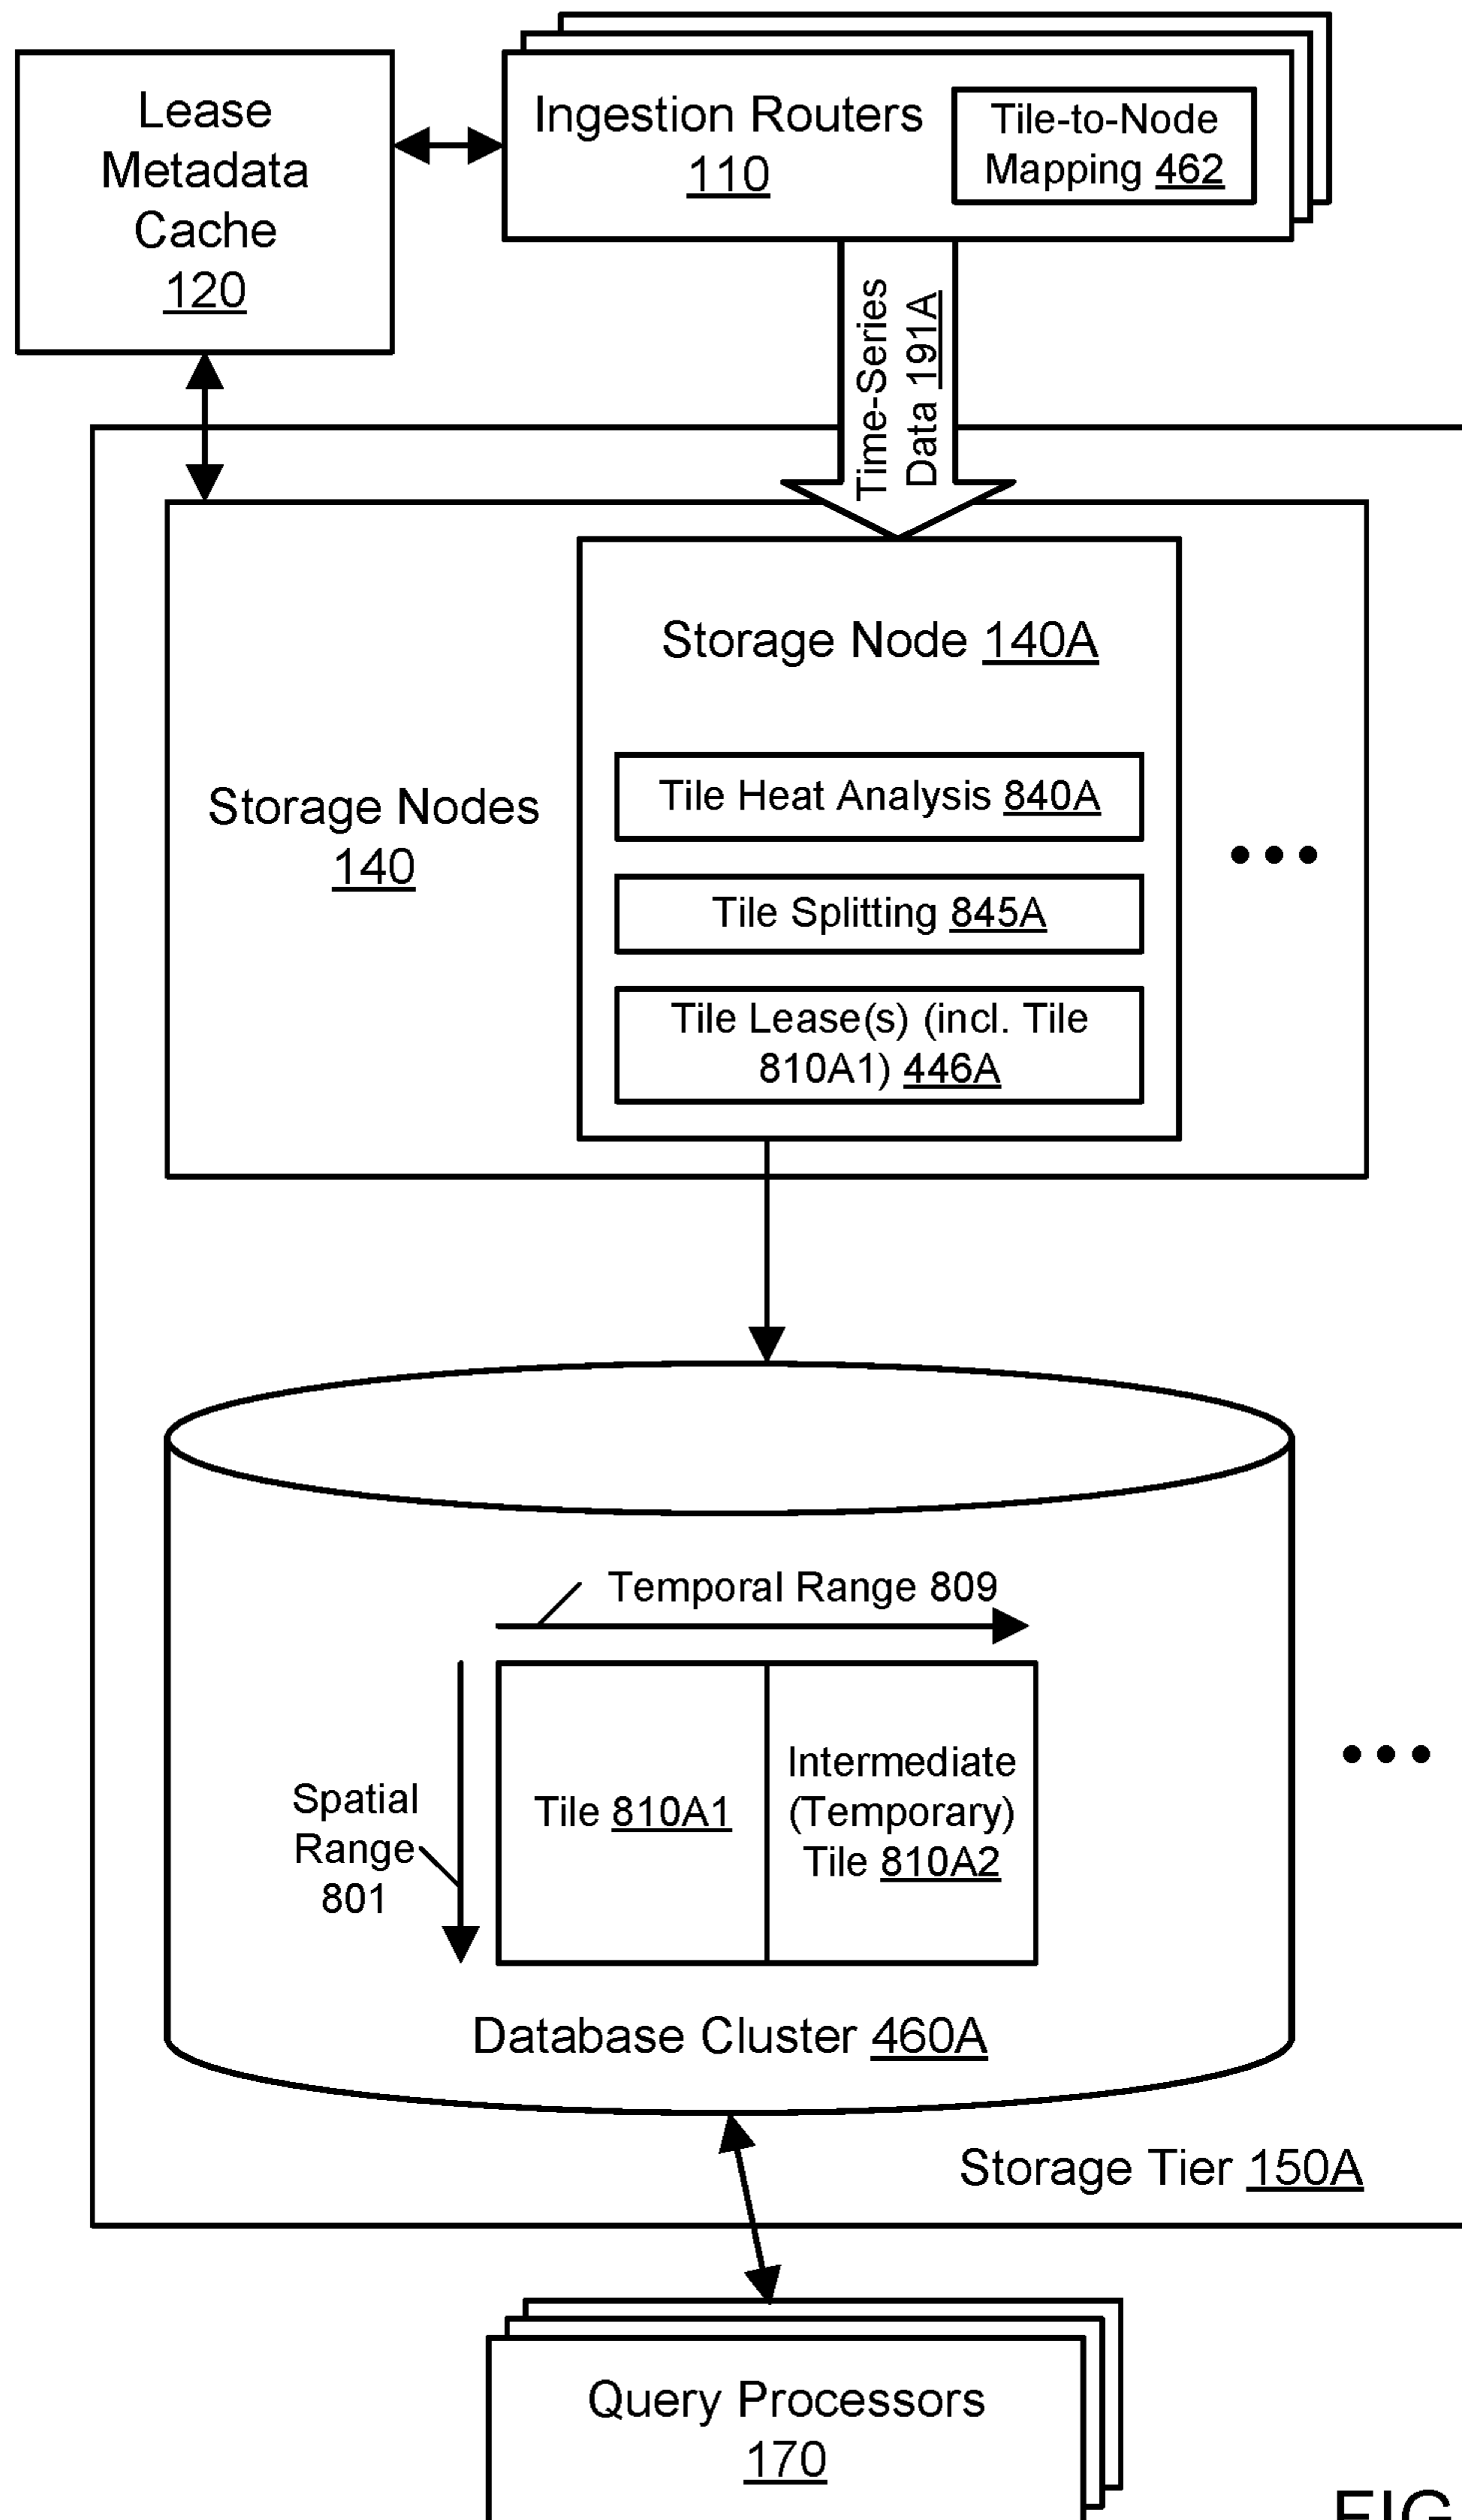 Lease
Metadata
Cache
120
Ingestion Routers
110
Tile-to-Node
Mapping 462
Time-Series
Data 191A
Storage Node 140A
Storage Nodes
140
Tile Heat Analysis 840A
Tile Splitting 845A
Tile Lease(s) (incl. Tile
810A1) 446A
Temporal Range 809
Spatial
Range
801
Tile 810A1
Intermediate
(Temporary)
Tile 810A2
Database Cluster 460A
Storage Tier 150A
Query Processors
170
FIG